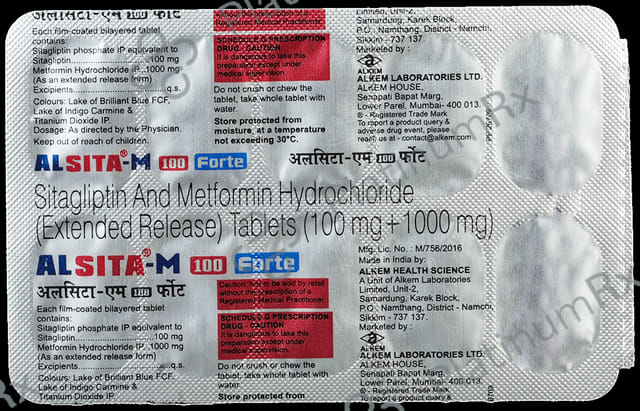 अलसिटा-एम 100 फोर्ट
Each film-coated bilayered tablet
contains:
Sitagliptin phosphate IP equivalent to
Sitagliptin........................100 mg
Metformin Hydrochloride IP..1000 mg
(As an extended release form)
Excipients............................q.s.
Colours: Lake of Brilliant Blue FCF,
Lake of Indigo Carmine &
Titanium Dioxide IP.
Dosage: As directed by the Physician.
Keep out of reach of children.
without the prescription of a
Registered Medical Practitioner.
SCHEDULE G PRESCRIPTION
DRUG - CAUTION
It is dangerous to take this
preparation except under
medical supervision.
Do not crush or chew the
tablet, take whole tablet with
water.
Store protected from
moisture, at a temperature
not exceeding 30°C.
Limited, Unit-2,
Samardung, Karek Block,
P.O., Namthang, District - Namchi,
Sikkim - 737 137.
Marketed by :
ALKEM
ALKEM LABORATORIES LTD.
ALKEM HOUSE,
Senapati Bapat Marg,
Lower Parel, Mumbai- 400 013.
® - Registered Trade Mark
To report a product query &
adverse drug event, please
reach us at - contact@alkem.com
ALSITA®-M 100 Forte
अलसिटा-एम 100 फोर्ट
Sitagliptin And Metformin Hydrochloride
(Extended Release) Tablets (100 mg+1000 mg)
ALSITA®-M 100 Forte
अलसिटा-एम 100 फोर्ट
Each film-coated bilayered tablet
contains:
Sitagliptin phosphate IP equivalent to
Sitagliptin........................100 mg
Metformin Hydrochloride IP..1000 mg
(As an extended release form)
Excipients............................q.s.
Colours: Lake of Brilliant Blue FCF,
Lake of Indigo Carmine &
Titanium Dioxide IP.
Caution: Not to be sold by retail
without the prescription of a
Registered Medical Practitioner.
SCHEDULE G PRESCRIPTION
DRUG - CAUTION
It is dangerous to take this
preparation except under
medical supervision.
Do not crush or chew the
tablet, take whole tablet with
water.
Store protected from
Mfg. Lic. No. : M/756/2016
Made in India by:
ALKEM HEALTH SCIENCE
A Unit of Alkem Laboratories
Limited, Unit-2,
Samardung, Karek Block,
P.O., Namthang, District - Namchi,
Sikkim - 737 137.
Marketed by :
ALKEM
ALKEM LABORATORIES LTD.
ALKEM HOUSE,
Senapati Bapat Marg,
Lower Parel, Mumbai- 400 013.
® - Registered Trade Mark
To report a product query &